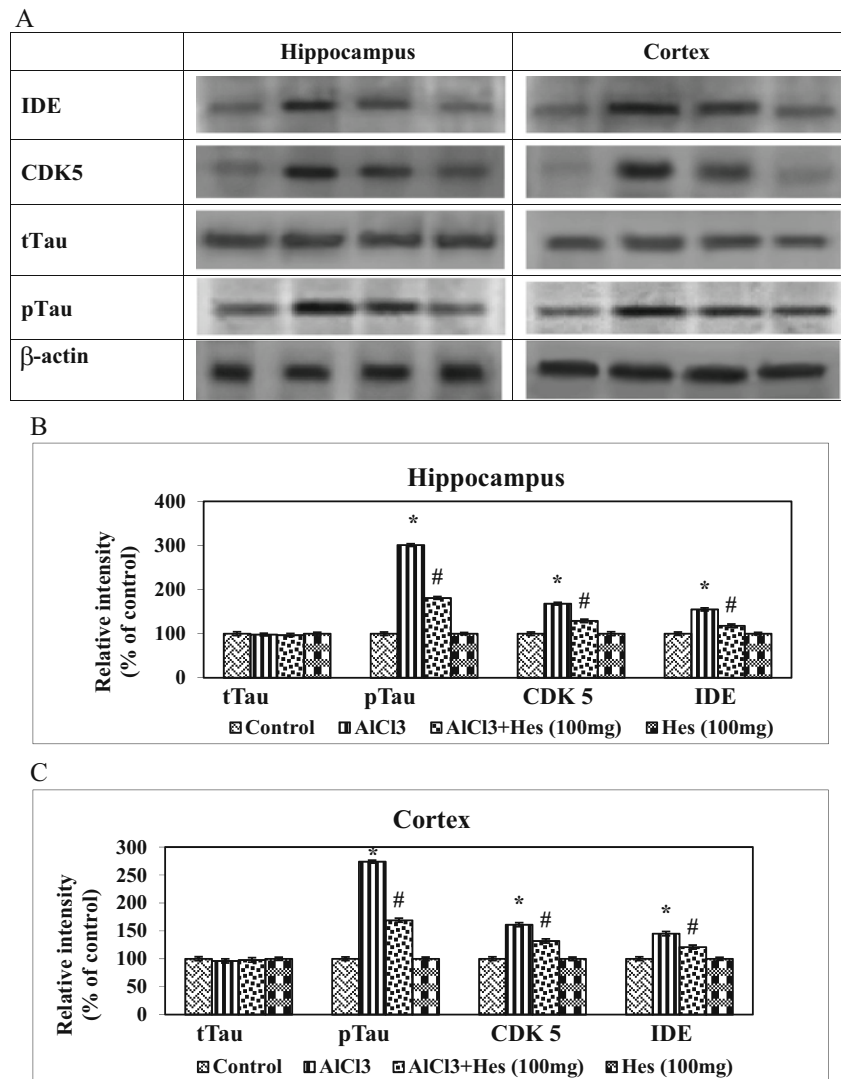 A
Hippocampus Cortex
IDE
CDK5
tTau
pTau
β-actin
B
Hippocampus
Relative intensity
(% of control)
400
300
200
100
0
*
#
*
#
*
#
tTau pTau CDK 5 IDE
Control AlCl3 AlCl3+Hes (100mg) Hes (100mg)
C
Cortex
Relative intensity
(% of control)
300
250
200
150
100
50
0
*
#
*
#
*
#
tTau pTau CDK 5 IDE
Control AlCl3 AlCl3+Hes (100mg) Hes (100mg)